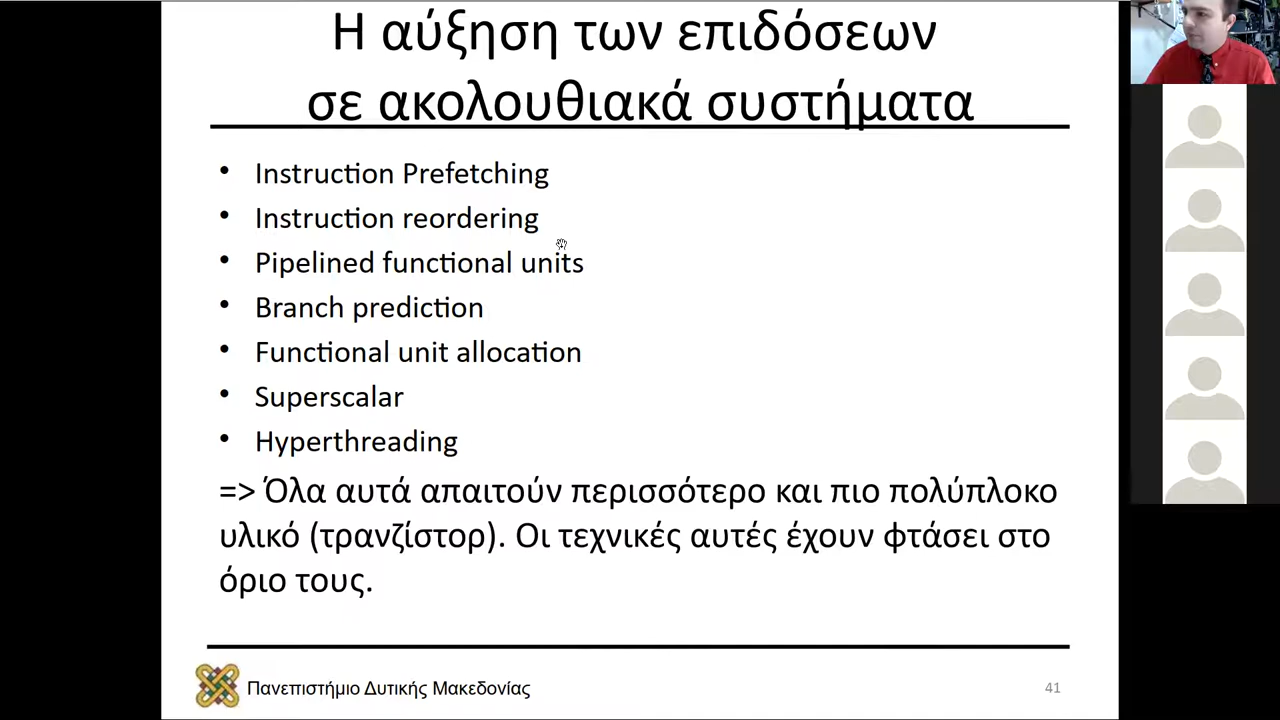 Η αύξηση των επιδόσεων
σε ακολουθιακά συστήματα
• Instruction Prefetching
• Instruction reordering
• Pipelined functional units
• Branch prediction
• Functional unit allocation
• Superscalar
• Hyperthreading
=> Όλα αυτά απαιτούν περισσότερο και πιο πολύπλοκο
υλικό (τρανζίστορ). Οι τεχνικές αυτές έχουν φτάσει στο
όριο τους.
Πανεπιστήμιο Δυτικής Μακεδονίας
41